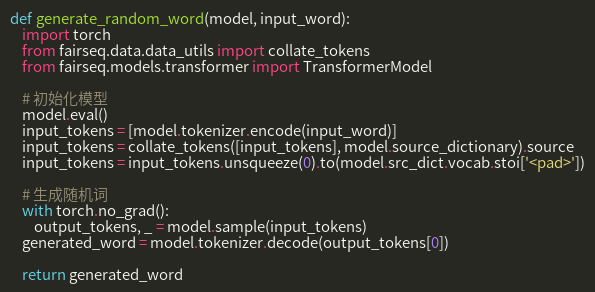 def generate_random_word(model, input_word):
    import torch
    from fairseq.data.data_utils import collate_tokens
    from fairseq.models.transformer import TransformerModel

    # 初始化模型
    model.eval()
    input_tokens = [model.tokenizer.encode(input_word)]
    input_tokens = collate_tokens([input_tokens], model.source_dictionary).source
    input_tokens = input_tokens.unsqueeze(0).to(model.src_dict.vocab.stoi['<pad>'])

    # 生成随机词
    with torch.no_grad():
        output_tokens, _ = model.sample(input_tokens)
    generated_word = model.tokenizer.decode(output_tokens[0])

    return generated_word